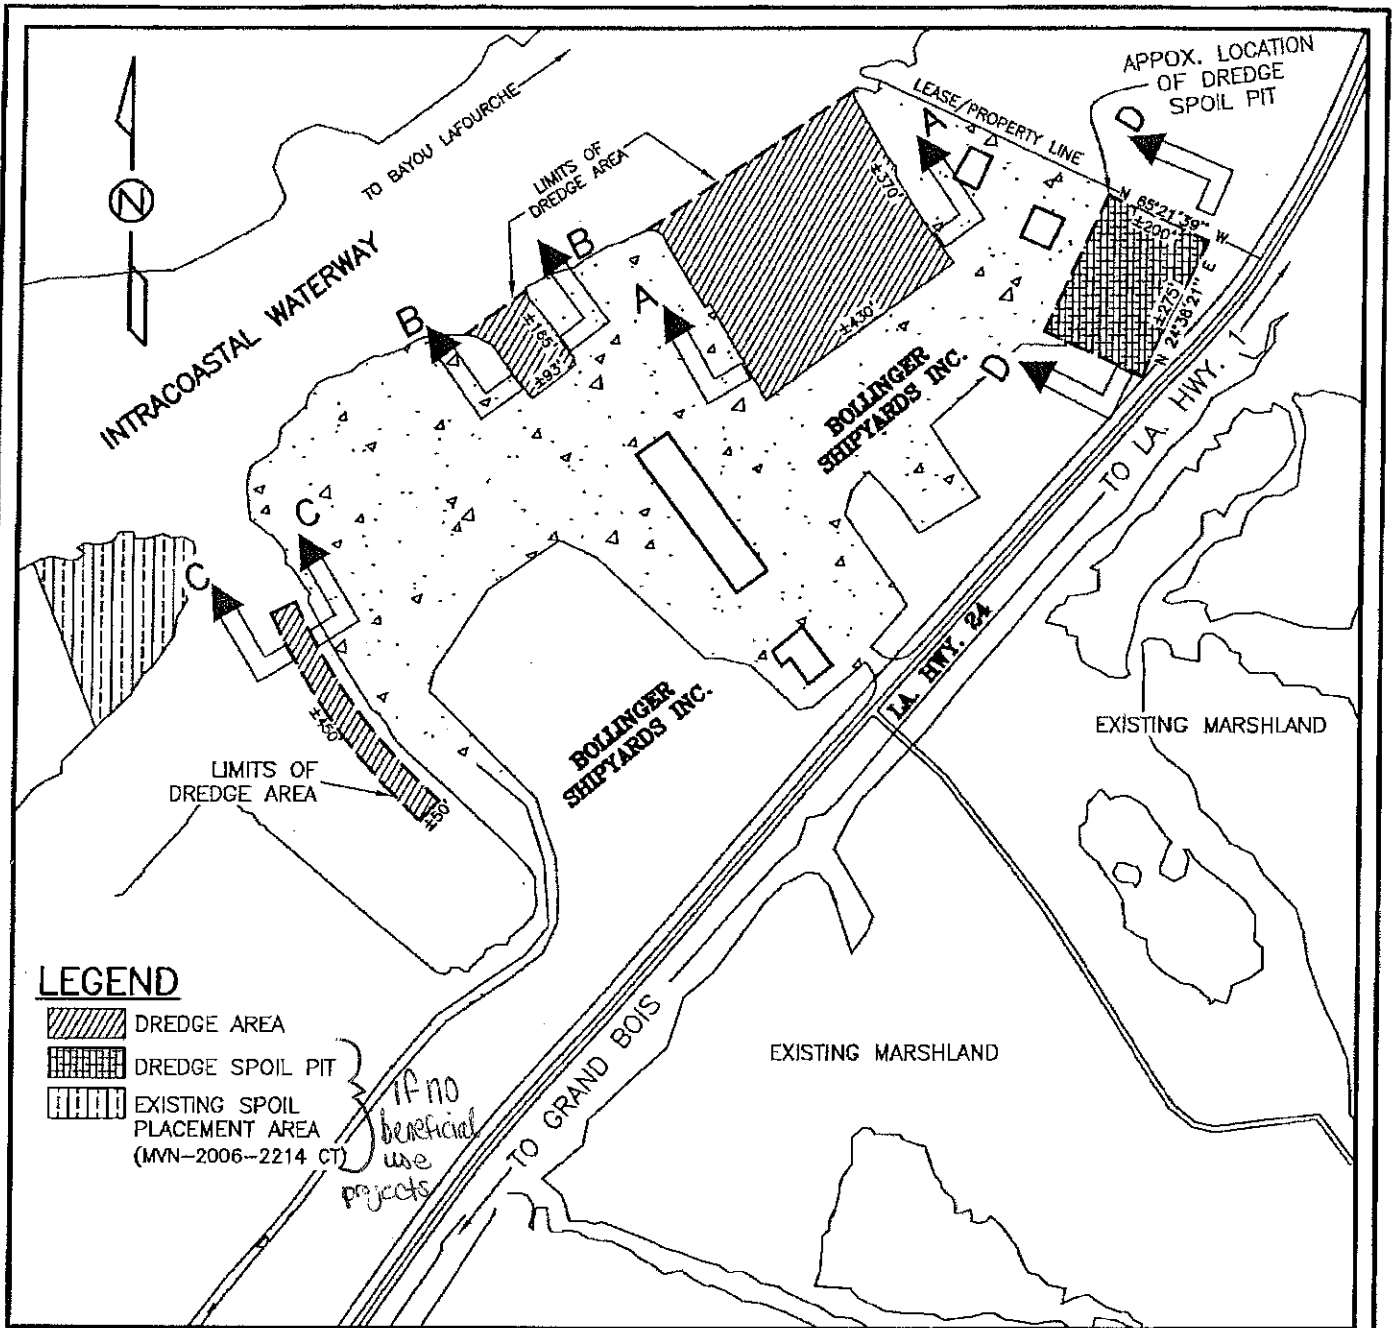 APPOX. LOCATION
OF DREDGE
SPOIL PIT
LEASE/PROPERTY LINE
D
A
N 65°21'39" W
±200'
±275'
N 24°38'21" E
TO BAYOU LAFOURCHE
LIMITS OF
DREDGE AREA
N
INTRACOASTAL WATERWAY
B
B
A
±370'
±430'
±165'
±93'
D
BOLLINGER
SHIPYARDS INC.
TO LA. HWY. 1
C
C
±450'
±50'
LIMITS OF
DREDGE AREA
BOLLINGER
SHIPYARDS INC.
LA. HWY. 24
EXISTING MARSHLAND
EXISTING MARSHLAND
TO GRAND BOIS
LEGEND
DREDGE AREA
DREDGE SPOIL PIT
EXISTING SPOIL
PLACEMENT AREA
(MVN-2006-2214 CT)
if no
beneficial
use
projects